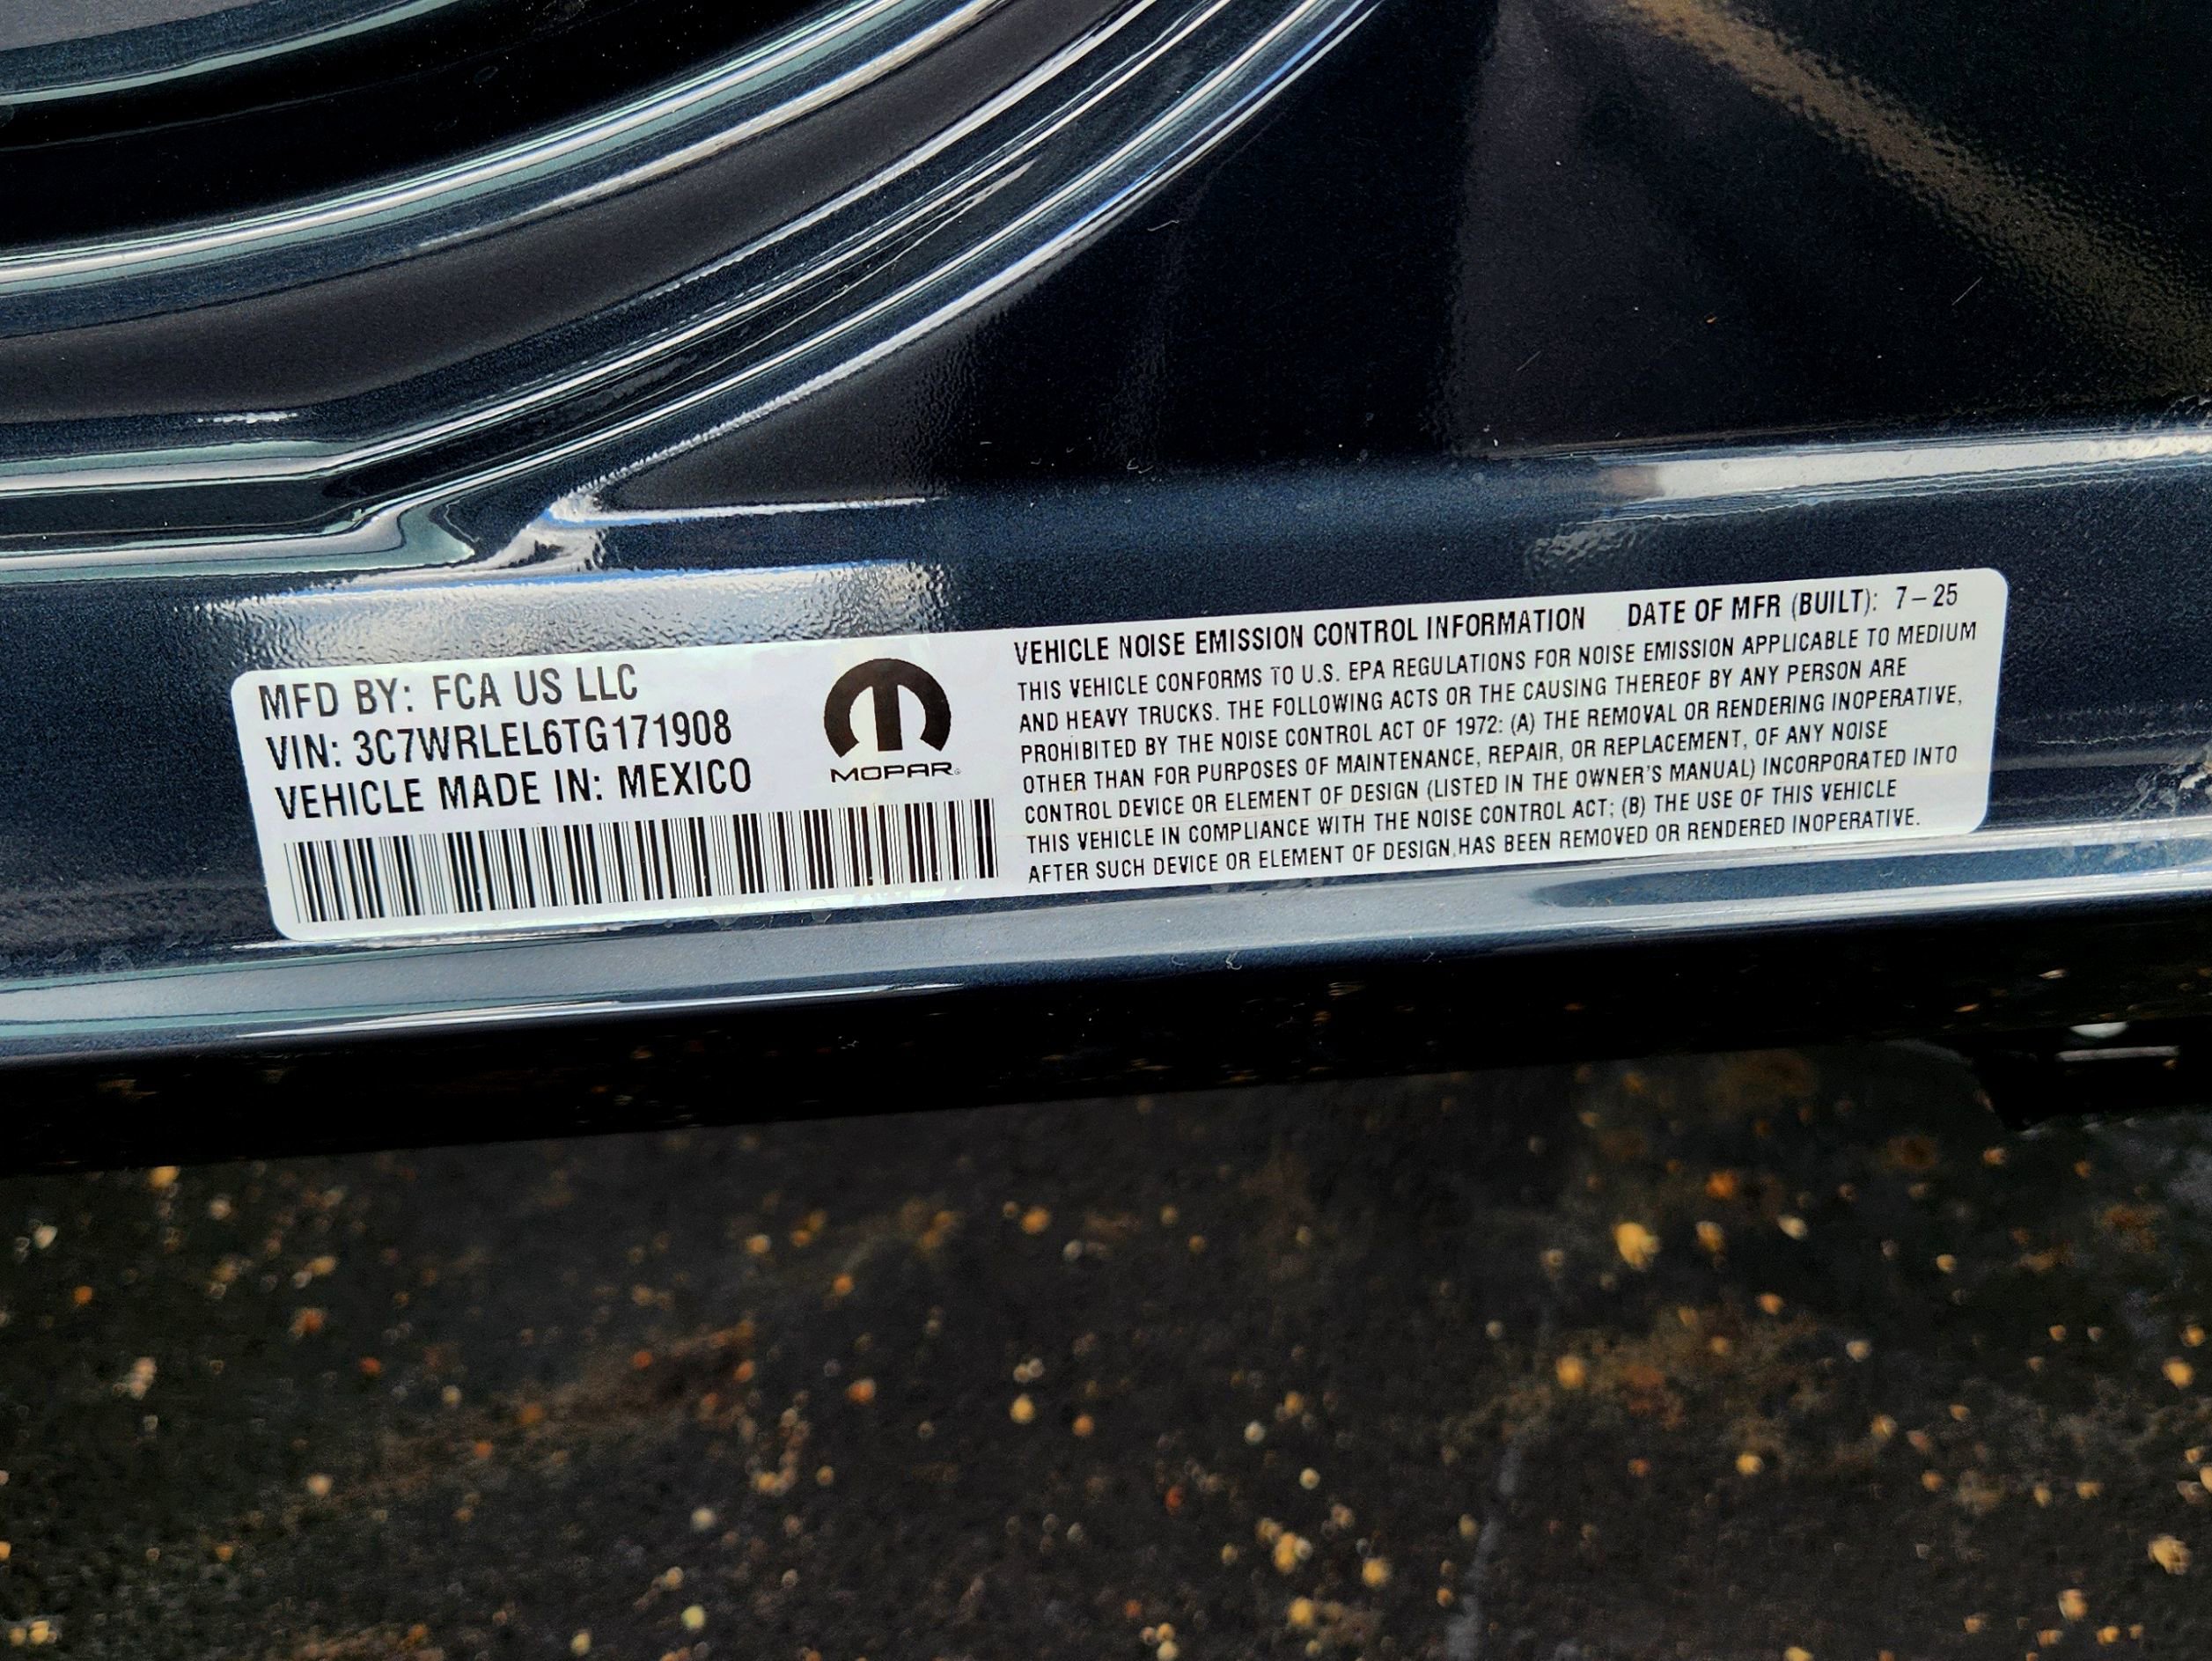 MFD BY: FCA US LLC
VIN: 3C7WRLEL6TG171908
VEHICLE MADE IN: MEXICO
MOPAR®
VEHICLE NOISE EMISSION CONTROL INFORMATION DATE OF MFR (BUILT): 7-25
THIS VEHICLE CONFORMS TO U.S. EPA REGULATIONS FOR NOISE EMISSION APPLICABLE TO MEDIUM
AND HEAVY TRUCKS. THE FOLLOWING ACTS OR THE CAUSING THEREOF BY ANY PERSON ARE
PROHIBITED BY THE NOISE CONTROL ACT OF 1972: (A) THE REMOVAL OR RENDERING INOPERATIVE,
OTHER THAN FOR PURPOSES OF MAINTENANCE, REPAIR, OR REPLACEMENT, OF ANY NOISE
CONTROL DEVICE OR ELEMENT OF DESIGN (LISTED IN THE OWNER'S MANUAL) INCORPORATED INTO
THIS VEHICLE IN COMPLIANCE WITH THE NOISE CONTROL ACT; (B) THE USE OF THIS VEHICLE
AFTER SUCH DEVICE OR ELEMENT OF DESIGN HAS BEEN REMOVED OR RENDERED INOPERATIVE.